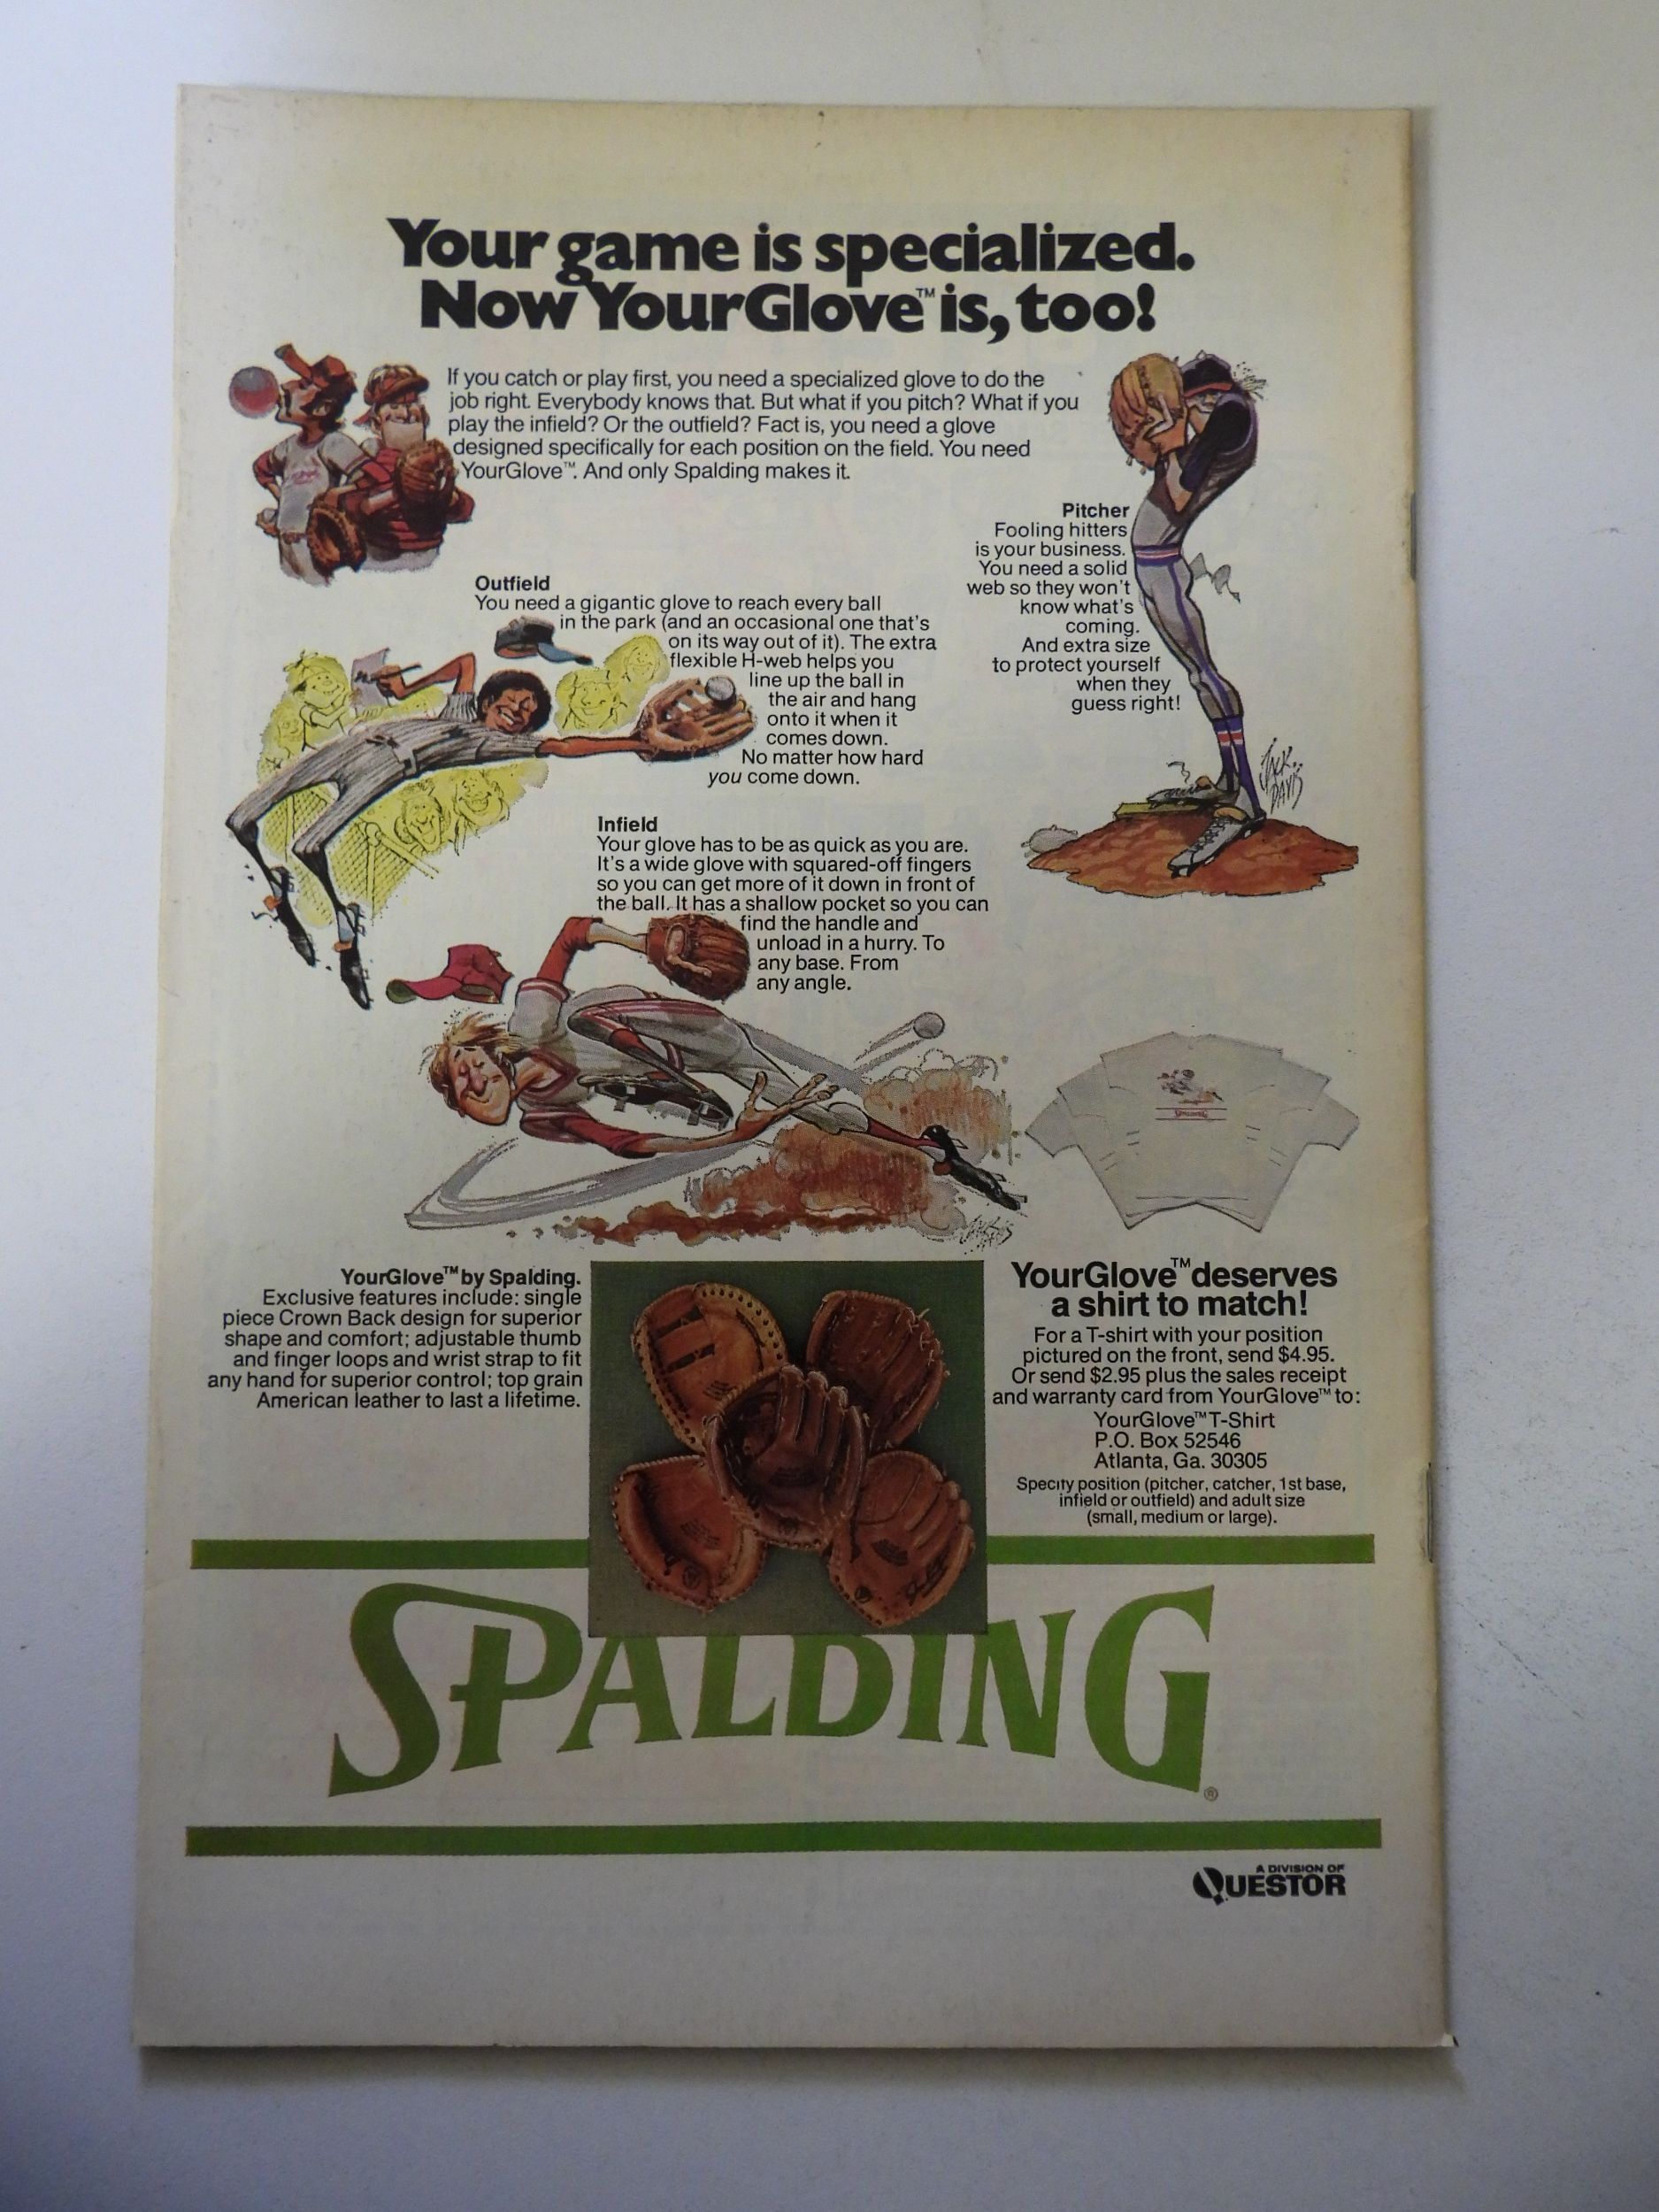 Your game is specialized.
Now YourGlove™ is, too!
If you catch or play first, you need a specialized glove to do the
job right. Everybody knows that. But what if you pitch? What if you
play the infield? Or the outfield? Fact is, you need a glove
designed specifically for each position on the field. You need
YourGlove™. And only Spalding makes it.
Pitcher
Fooling hitters
is your business.
You need a solid
web so they won't
know what's
coming.
And extra size
to protect yourself
when they
guess right!
JACK
DAVIS
Outfield
You need a gigantic glove to reach every ball
in the park (and an occasional one that's
on its way out of it). The extra
flexible H-web helps you
line up the ball in
the air and hang
onto it when it
comes down.
No matter how hard
you come down.
Infield
Your glove has to be as quick as you are.
It's a wide glove with squared-off fingers
so you can get more of it down in front of
the ball. It has a shallow pocket so you can
find the handle and
unload in a hurry. To
any base. From
any angle.
SPALDING
YourGlove™ by Spalding.
Exclusive features include: single
piece Crown Back design for superior
shape and comfort; adjustable thumb
and finger loops and wrist strap to fit
any hand for superior control; top grain
American leather to last a lifetime.
YourGlove™ deserves
a shirt to match!
For a T-shirt with your position
pictured on the front, send $4.95.
Or send $2.95 plus the sales receipt
and warranty card from YourGlove™ to:
YourGlove™ T-Shirt
P.O. Box 52546
Atlanta, Ga. 30305
Specity position (pitcher, catcher, 1st base,
infield or outfield) and adult size
(small, medium or large).
SPALDING®
A DIVISION OF
QUESTOR